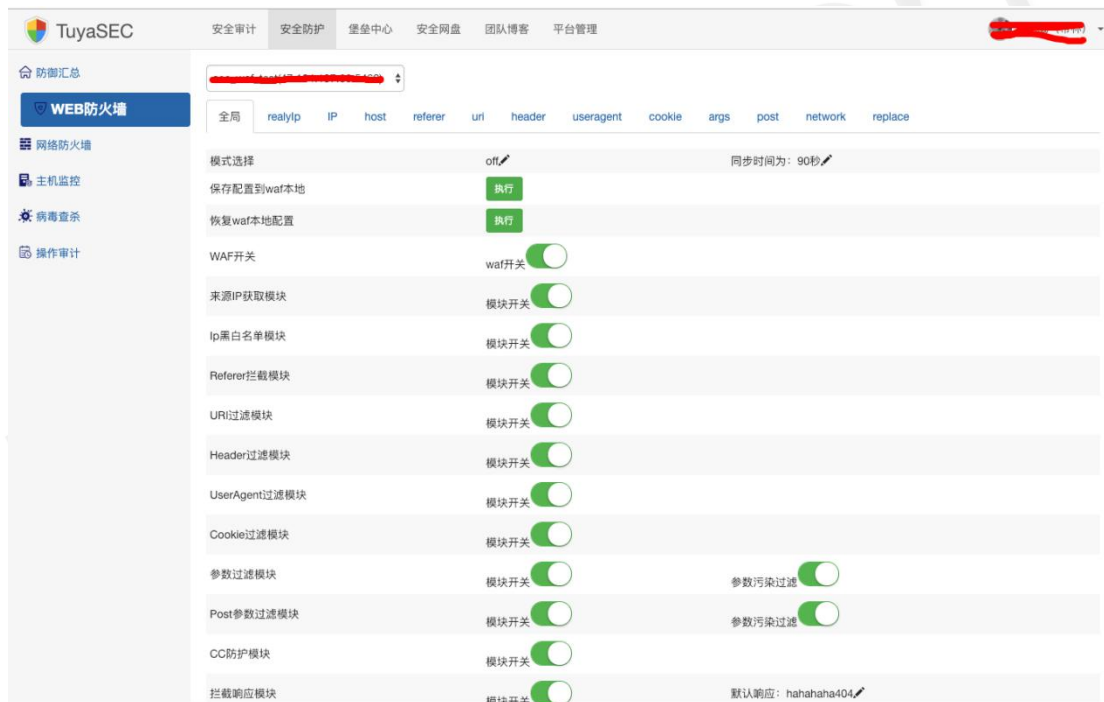 TuyaSEC 安全审计 安全防护 堡垒中心 安全网盘 团队博客 平台管理
防御汇总
WEB防火墙
网络防火墙
主机监控
病毒查杀
操作审计
全局 realyIp IP host referer uri header useragent cookie args post network replace
模式选择 off 同步时间为: 90秒
保存配置到waf本地 执行
恢复waf本地配置 执行
WAF开关 waf开关
来源IP获取模块 模块开关
Ip黑白名单模块 模块开关
Referer拦截模块 模块开关
URI过滤模块 模块开关
Header过滤模块 模块开关
UserAgent过滤模块 模块开关
Cookie过滤模块 模块开关
参数过滤模块 模块开关 参数污染过滤
Post参数过滤模块 模块开关 参数污染过滤
CC防护模块 模块开关
拦截响应模块 模块开关 默认响应: hahahaha404